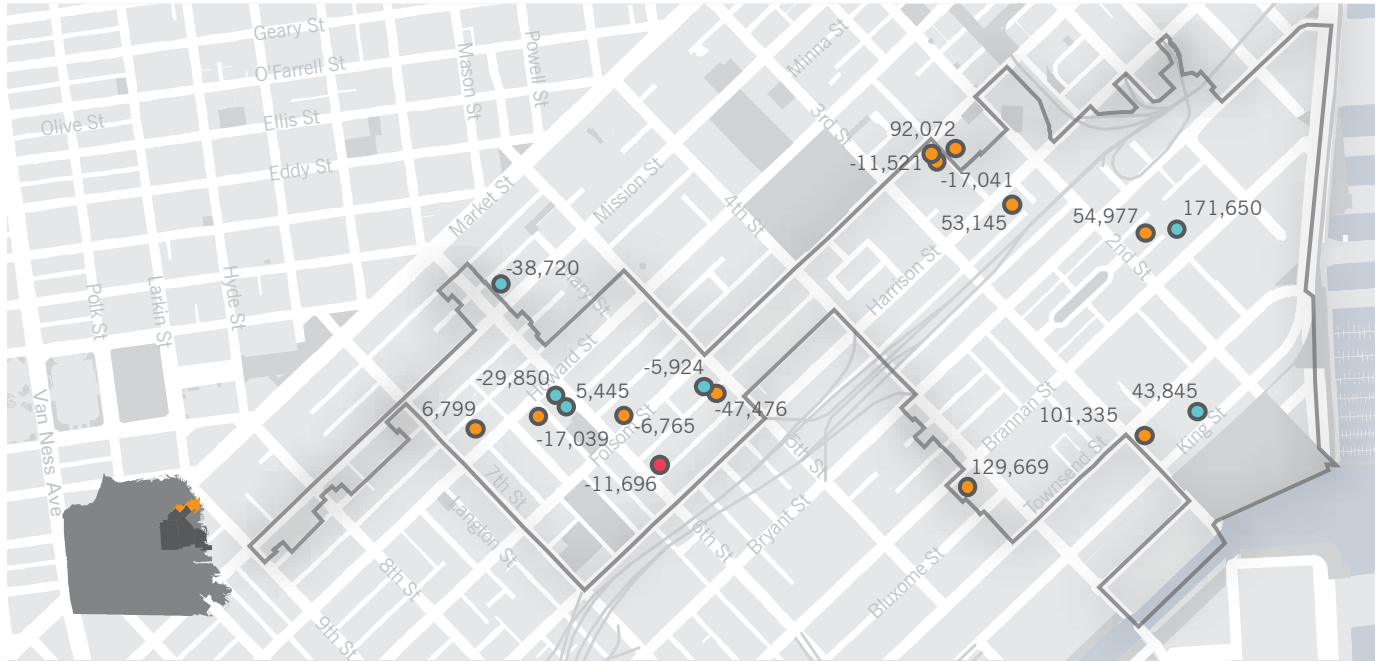 Geary St
O'Farrell St
Olive St
Ellis St
Eddy St
Mason St
Powell St
Minna St
3rd St
92,072
-11,521
-17,041
53,145
54,977
171,650
2nd St
Market St
Mission St
4th St
Harrison St
Polk St
Larkin St
Hyde St
-38,720
Howard St
-29,850
5,445
-5,924
-47,476
6,799
-17,039
-6,765
Folsom St
-11,696
5th St
Brannan St
43,845
101,335
King St
129,669
Townsend St
Van Ness Ave
7th St
Langton St
6th St
Bryant St
8th St
Bluxome St
9th St